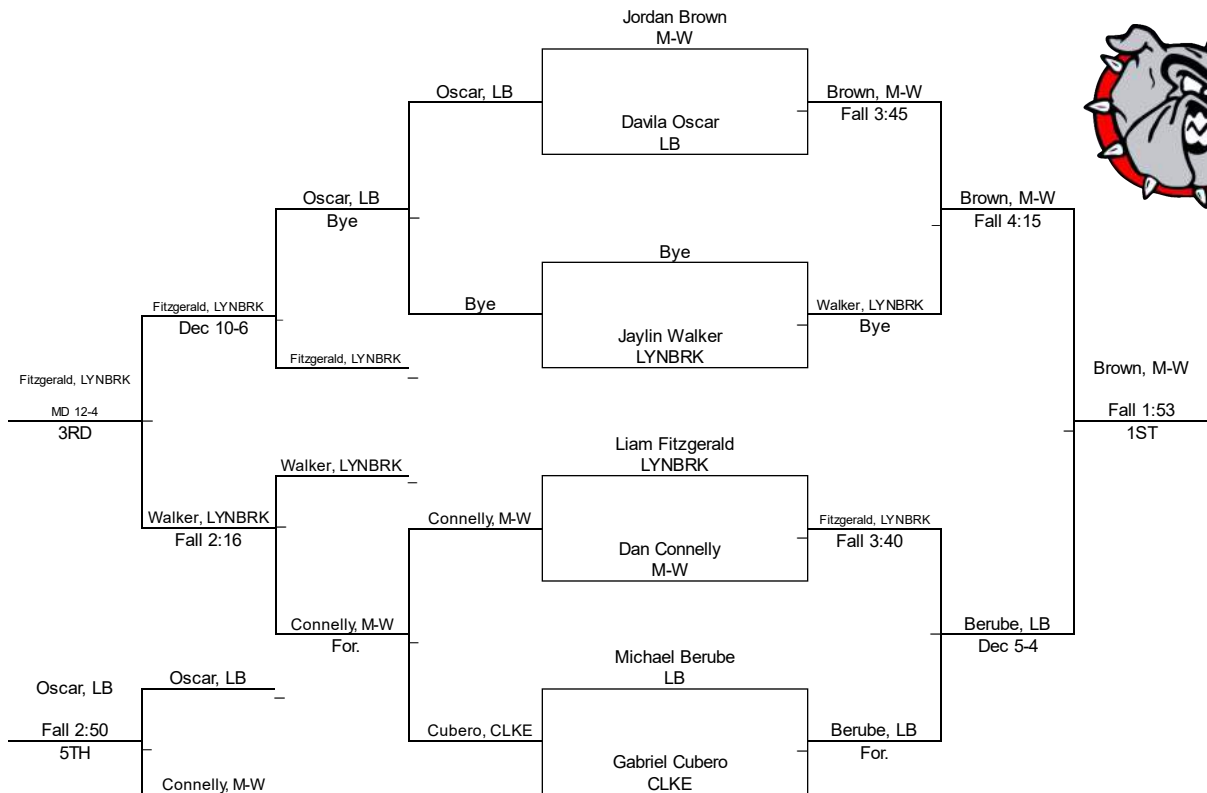 Jordan Brown
M-W
Oscar, LB
Brown, M-W
Fall 3:45
Davila Oscar
LB
Oscar, LB
Bye
Brown, M-W
Fall 4:15
Bye
Bye
Fitzgerald, LYNBRK
Dec 10-6
Walker, LYNBRK
Bye
Jaylin Walker
LYNBRK
Fitzgerald, LYNBRK
Fitzgerald, LYNBRK
MD 12-4
3RD
Brown, M-W
Fall 1:53
1ST
Liam Fitzgerald
LYNBRK
Walker, LYNBRK
Walker, LYNBRK
Fall 2:16
Connelly, M-W
Fitzgerald, LYNBRK
Fall 3:40
Dan Connelly
M-W
Connelly, M-W
For.
Berube, LB
Dec 5-4
Michael Berube
LB
Oscar, LB
Oscar, LB
Fall 2:50
5TH
Cubero, CLKE
Berube, LB
For.
Gabriel Cubero
CLKE
Connelly, M-W